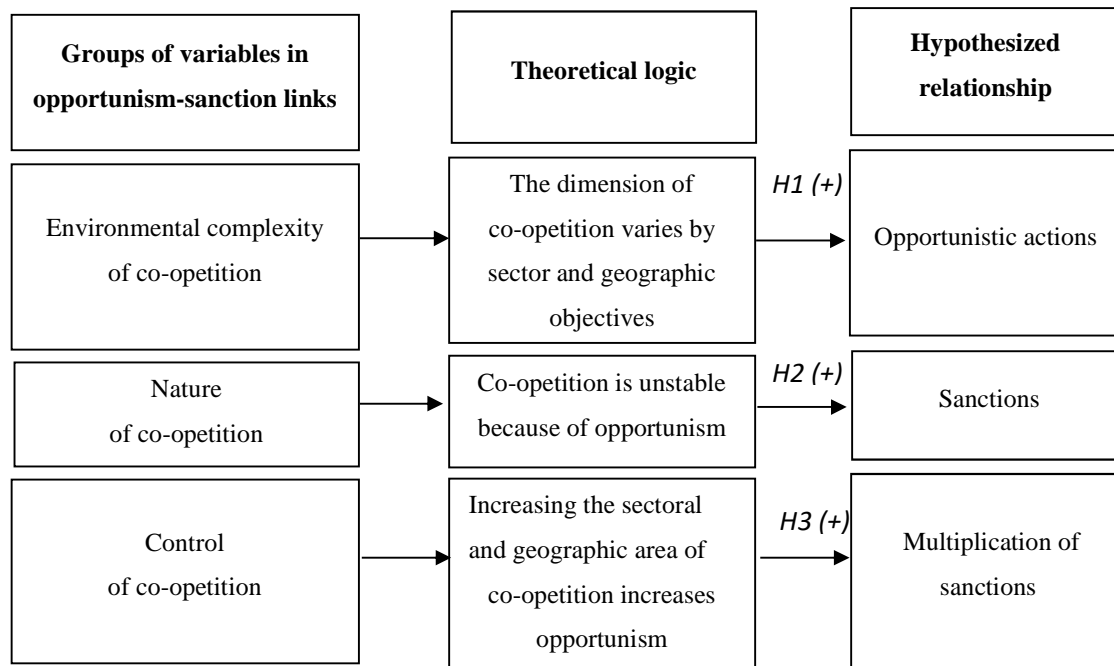 Groups of variables in
opportunism-sanction links
Theoretical logic
Hypothesized
relationship
Environmental complexity
of co-opetition
The dimension of
co-opetition varies by
sector and geographic
objectives
H1 (+)
Opportunistic actions
Nature
of co-opetition
Co-opetition is unstable
because of opportunism
H2 (+)
Sanctions
Control
of co-opetition
Increasing the sectoral
and geographic area of
co-opetition increases
opportunism
H3 (+)
Multiplication of
sanctions